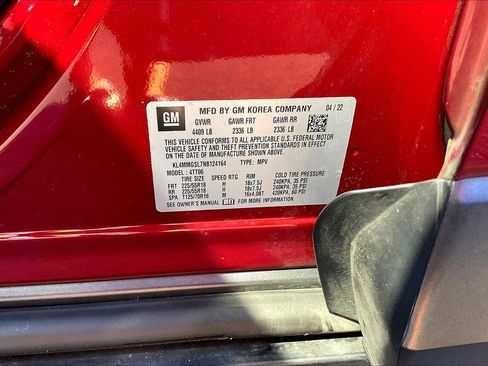 GM MFD BY GM KOREA COMPANY 04 / 22
GVWR GAWR FRT GAWR RR
4409 LB 2336 LB 2336 LB
THIS VEHICLE CONFORMS TO ALL APPLICABLE U.S. FEDERAL MOTOR
VEHICLE SAFETY, BUMPER, AND THEFT PREVENTION STANDARDS IN EFFECT
ON THE DATE OF MANUFACTURE SHOWN ABOVE.
KL4MMGSL7NB124164 TYPE: MPV
MODEL: 4TT06
TIRE SIZE SPEED RTG RIM COLD TIRE PRESSURE
FRT 225/55R18 H 18x7.5J 240KPA, 35 PSI
RR 225/55R18 H 18x7.5J 240KPA, 35 PSI
SPA T125/70R16 M 16x4.0BT 420KPA, 60 PSI
SEE OWNER'S MANUAL FOR MORE INFORMATION.